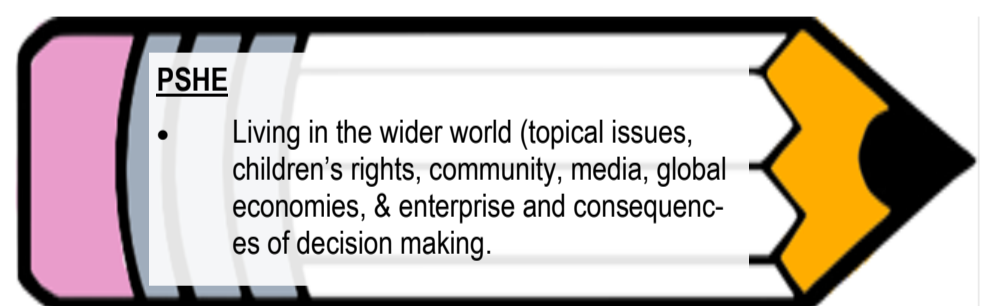 PSHE
• Living in the wider world (topical issues,
children’s rights, community, media, global
economies, & enterprise and consequenc-
es of decision making.